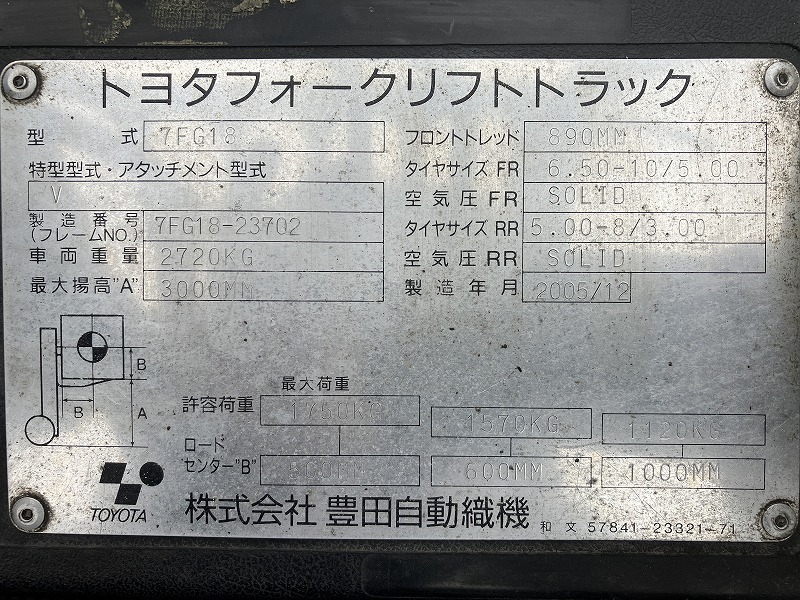 トヨタフォークリフトトラック
型 式 7FG18
特型型式・アタッチメント型式
V
製造番号 (フレームNO.) 7FG18-23702
車両重量 2720KG
最大揚高"A" 3000MM
フロントトレッド 890MM
タイヤサイズ FR 6.50-10/5.00
空気圧 FR SOLID
タイヤサイズ RR 5.00-8/3.00
空気圧 RR SOLID
製造年月 2005/12
B
B
A
最大荷重
許容荷重 1750KG 1570KG 1120KG
ロードセンター"B" 600MM 1000MM
TOYOTA
株式会社 豊田自動織機
和文 57841-23321-71